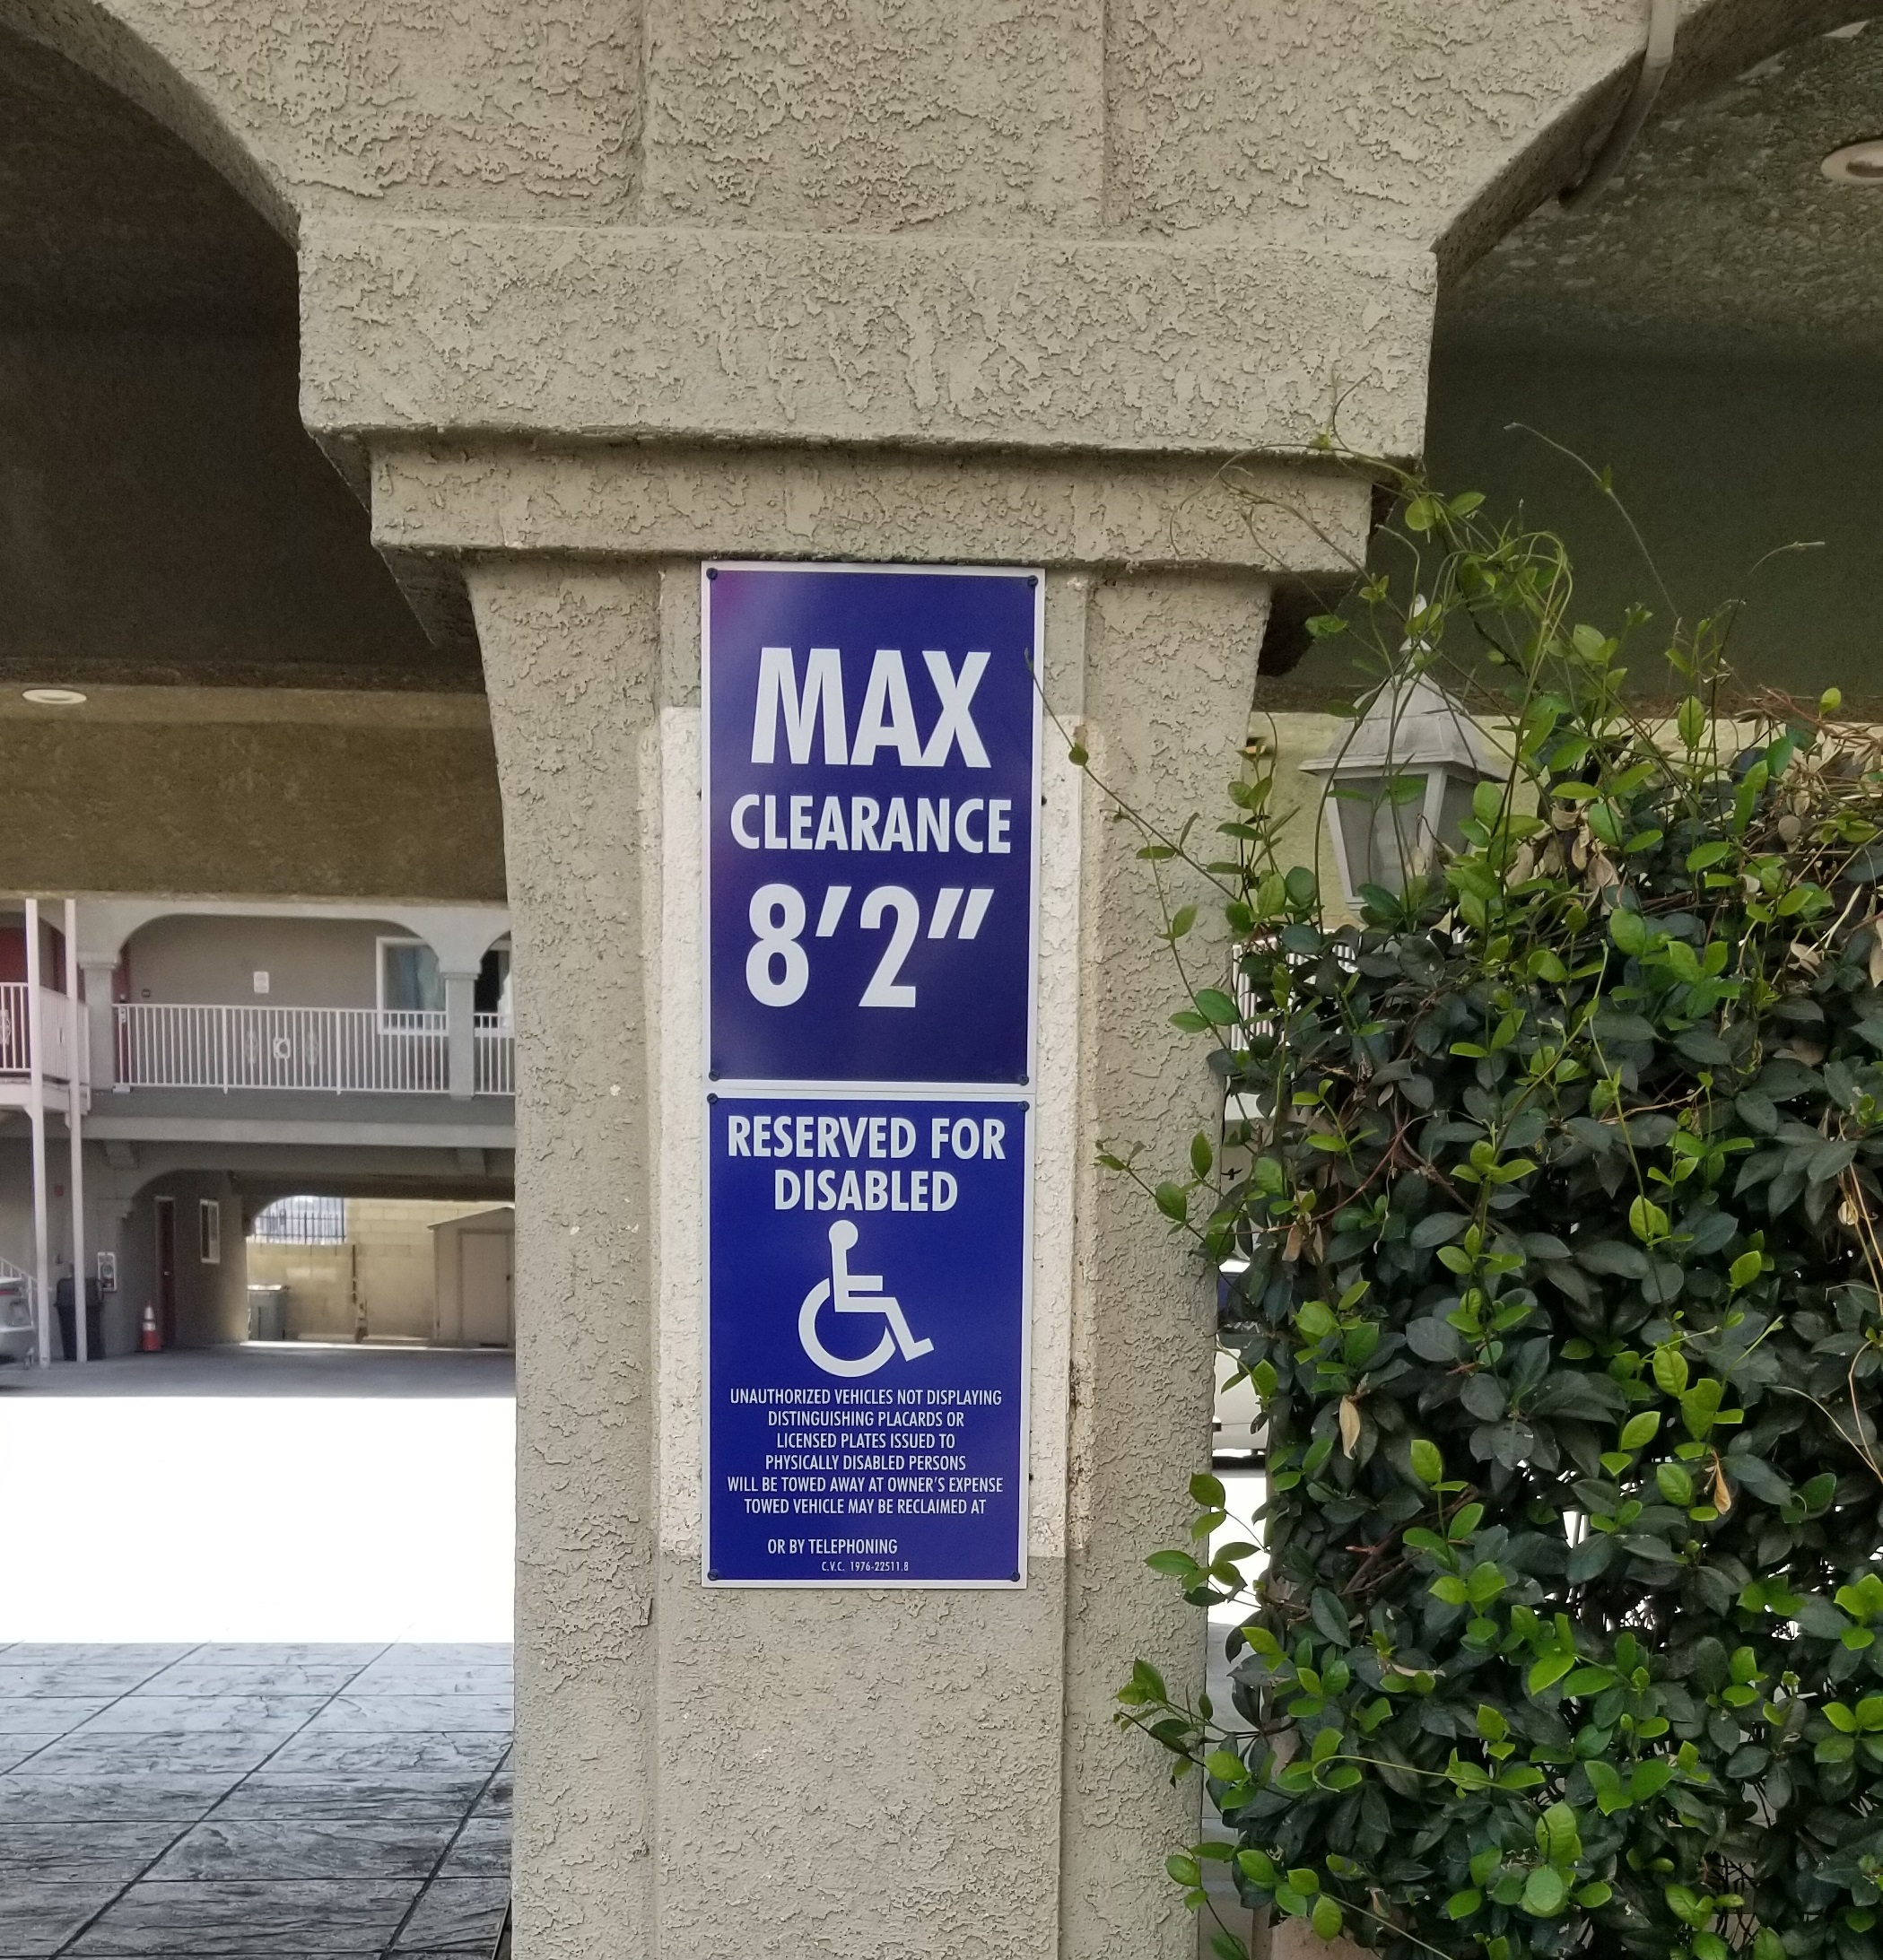 MAX
CLEARANCE
8'2"
RESERVED FOR
DISABLED
UNAUTHORIZED VEHICLES NOT DISPLAYING
DISTINGUISHING PLACARDS OR
LICENSED PLATES ISSUED TO
PHYSICALLY DISABLED PERSONS
WILL BE TOWED AWAY AT OWNER'S EXPENSE
TOWED VEHICLE MAY BE RECLAIMED AT
OR BY TELEPHONING
C.V.C. 1976-22511.8